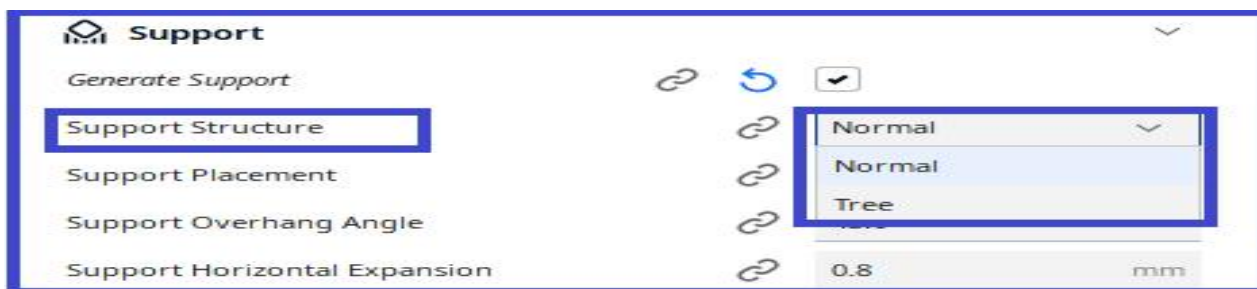 Support
Generate Support
Support Structure Normal
Support Placement Normal
Tree
Support Overhang Angle
Support Horizontal Expansion 0.8 mm